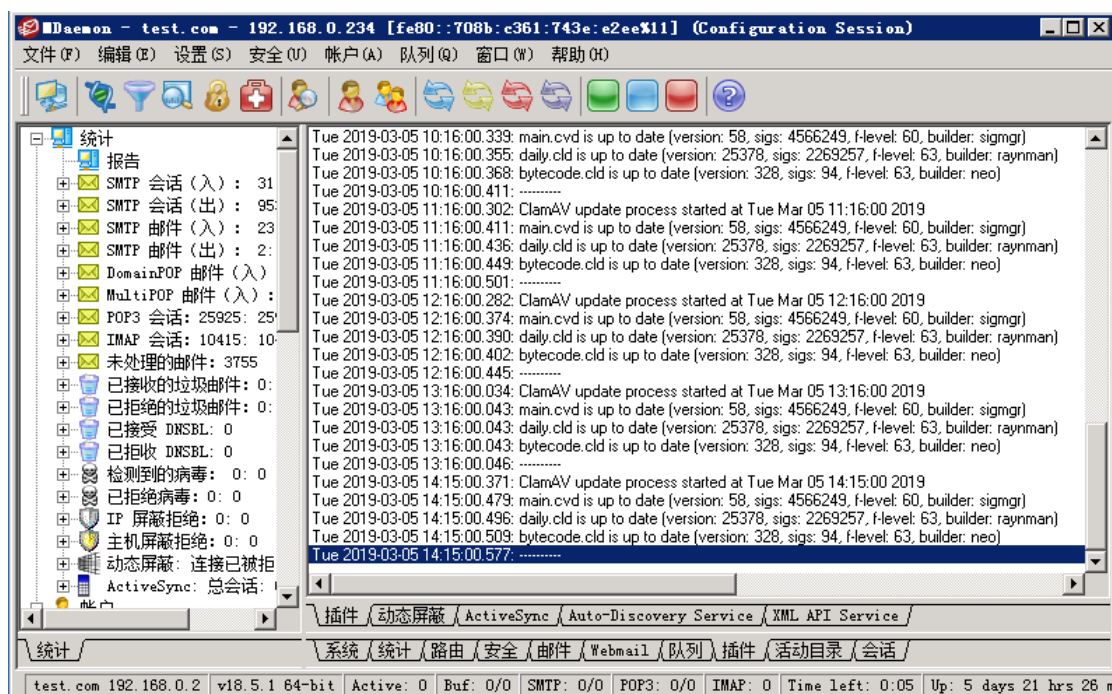 MDaemon - test.com - 192.168.0.234 [fe80::708b:c361:743e:e2ee%11] (Configuration Session)
文件(F) 编辑(E) 设置(S) 安全(U) 帐户(A) 队列(Q) 窗口(W) 帮助(H)
统计
报告
SMTP 会话(入): 31
SMTP 会话(出): 95
SMTP 邮件(入): 23
SMTP 邮件(出): 2:
DomainPOP 邮件(入)
MultiPOP 邮件(入):
POP3 会话: 25925: 25
IMAP 会话: 10415: 10
未处理的邮件: 3755
已接收的垃圾邮件: 0:
已拒绝的垃圾邮件: 0:
已接受 DNSBL: 0
已拒收 DNSBL: 0
检测到的病毒: 0: 0
已拒绝病毒: 0: 0
IP 屏蔽拒绝: 0: 0
主机屏蔽拒绝: 0: 0
动态屏蔽: 连接已被拒
ActiveSync: 总会话:
帐户
统计
Tue 2019-03-05 10:16:00.339: main.cvd is up to date (version: 58, sigs: 4566249, f-level: 60, builder: sigmgr)
Tue 2019-03-05 10:16:00.355: daily.cld is up to date (version: 25378, sigs: 2269257, f-level: 63, builder: raynman)
Tue 2019-03-05 10:16:00.368: bytecode.cld is up to date (version: 328, sigs: 94, f-level: 63, builder: neo)
Tue 2019-03-05 10:16:00.411: ----------
Tue 2019-03-05 11:16:00.302: ClamAV update process started at Tue Mar 05 11:16:00 2019
Tue 2019-03-05 11:16:00.411: main.cvd is up to date (version: 58, sigs: 4566249, f-level: 60, builder: sigmgr)
Tue 2019-03-05 11:16:00.436: daily.cld is up to date (version: 25378, sigs: 2269257, f-level: 63, builder: raynman)
Tue 2019-03-05 11:16:00.449: bytecode.cld is up to date (version: 328, sigs: 94, f-level: 63, builder: neo)
Tue 2019-03-05 11:16:00.501: ----------
Tue 2019-03-05 12:16:00.282: ClamAV update process started at Tue Mar 05 12:16:00 2019
Tue 2019-03-05 12:16:00.374: main.cvd is up to date (version: 58, sigs: 4566249, f-level: 60, builder: sigmgr)
Tue 2019-03-05 12:16:00.390: daily.cld is up to date (version: 25378, sigs: 2269257, f-level: 63, builder: raynman)
Tue 2019-03-05 12:16:00.402: bytecode.cld is up to date (version: 328, sigs: 94, f-level: 63, builder: neo)
Tue 2019-03-05 12:16:00.445: ----------
Tue 2019-03-05 13:16:00.034: ClamAV update process started at Tue Mar 05 13:16:00 2019
Tue 2019-03-05 13:16:00.043: main.cvd is up to date (version: 58, sigs: 4566249, f-level: 60, builder: sigmgr)
Tue 2019-03-05 13:16:00.043: daily.cld is up to date (version: 25378, sigs: 2269257, f-level: 63, builder: raynman)
Tue 2019-03-05 13:16:00.043: bytecode.cld is up to date (version: 328, sigs: 94, f-level: 63, builder: neo)
Tue 2019-03-05 13:16:00.046: ----------
Tue 2019-03-05 14:15:00.371: ClamAV update process started at Tue Mar 05 14:15:00 2019
Tue 2019-03-05 14:15:00.479: main.cvd is up to date (version: 58, sigs: 4566249, f-level: 60, builder: sigmgr)
Tue 2019-03-05 14:15:00.496: daily.cld is up to date (version: 25378, sigs: 2269257, f-level: 63, builder: raynman)
Tue 2019-03-05 14:15:00.509: bytecode.cld is up to date (version: 328, sigs: 94, f-level: 63, builder: neo)
Tue 2019-03-05 14:15:00.577: ----------
插件 动态屏蔽 ActiveSync Auto-Discovery Service XML API Service
系统 统计 路由 安全 邮件 Webmail 队列 插件 活动目录 会话
test.com 192.168.0.2 v18.5.1 64-bit Active: 0 Buf: 0/0 SMTP: 0/0 POP3: 0/0 IMAP: 0 Time left: 0:05 Up: 5 days 21 hrs 26 m